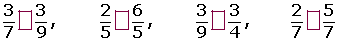 3/7 □ 3/9, 2/5 □ 6/5, 3/9 □ 3/4, 2/7 □ 5/7